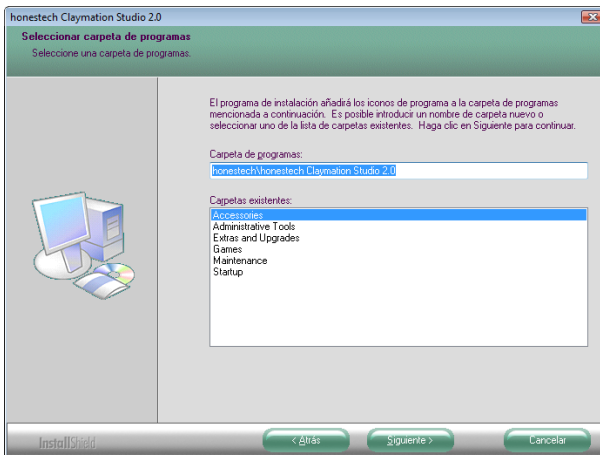 honestech Claymation Studio 2.0
Seleccionar carpeta de programas
Seleccione una carpeta de programas.
El programa de instalación añadirá los iconos de programa a la carpeta de programas
mencionada a continuación. Es posible introducir un nombre de carpeta nuevo o
seleccionar uno de la lista de carpetas existentes. Haga clic en Siguiente para continuar.
Carpeta de programas:
honestech\honestech Claymation Studio 2.0
Carpetas existentes:
Accessories
Administrative Tools
Extras and Upgrades
Games
Maintenance
Startup
InstallShield
< Atrás
Siguiente >
Cancelar